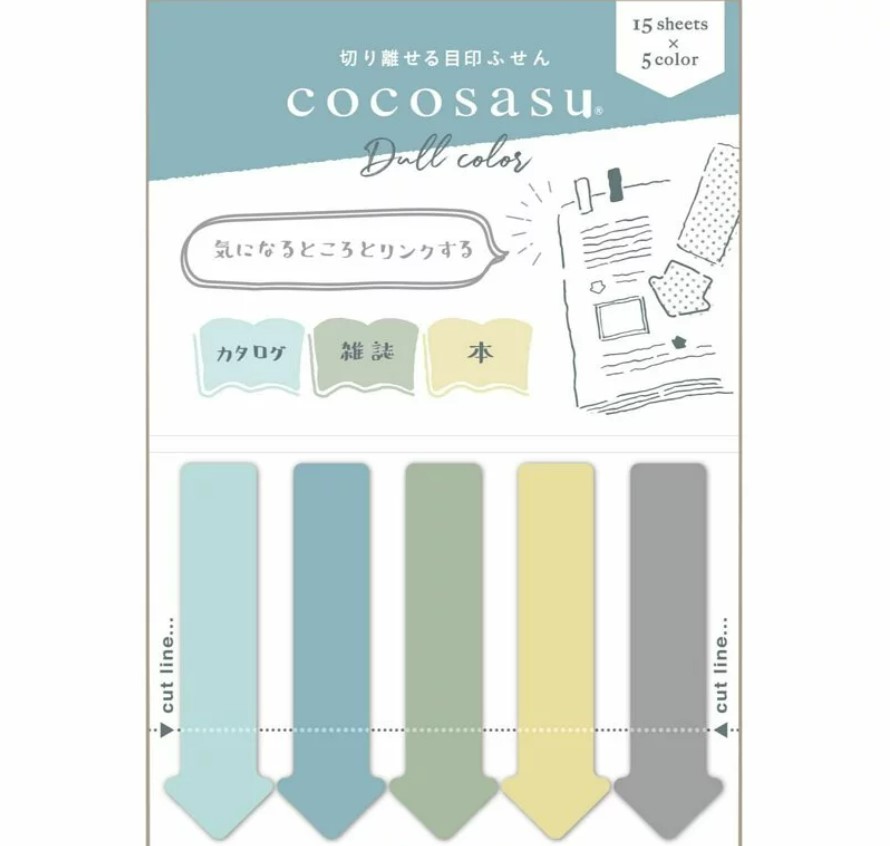 15 sheets
×
5 color
切り離せる目印ふせん
cocosasu®
Dull color
気になるところとリンクする
カタログ
雑誌
本
cut line...
cut line...